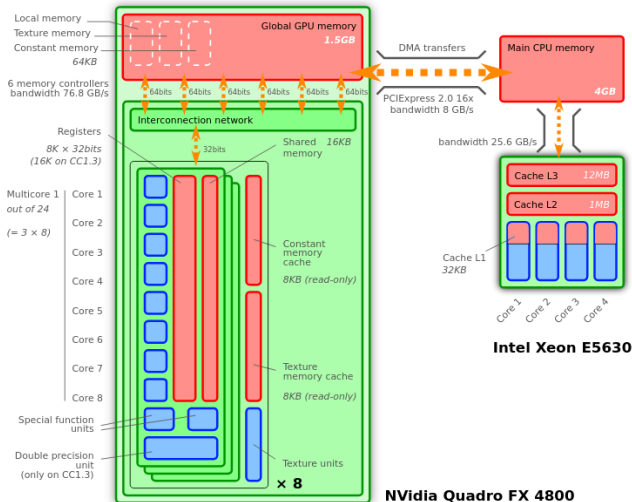 Local memory
Texture memory
Constant memory
64KB
Global GPU memory
1.5GB
DMA transfers
PCIExpress 2.0 16x
bandwidth 8 GB/s
Main CPU memory
4GB
6 memory controllers
bandwidth 76.8 GB/s
64bits
64bits
64bits
64bits
64bits
64bits
Interconnection network
32bits
Registers
8K × 32bits
(16K on CC1.3)
Shared 16KB
memory
bandwidth 25.6 GB/s
Cache L3 12MB
Cache L2 1MB
Cache L1
32KB
Core 1
Core 2
Core 3
Core 4
Intel Xeon E5630
Multicore 1
out of 24
(= 3 × 8)
Core 1
Core 2
Core 3
Core 4
Core 5
Core 6
Core 7
Core 8
Constant
memory
cache
8KB (read-only)
Texture
memory cache
8KB (read-only)
Special function
units
Double precision
unit
(only on CC1.3)
Texture units
× 8
NVidia Quadro FX 4800